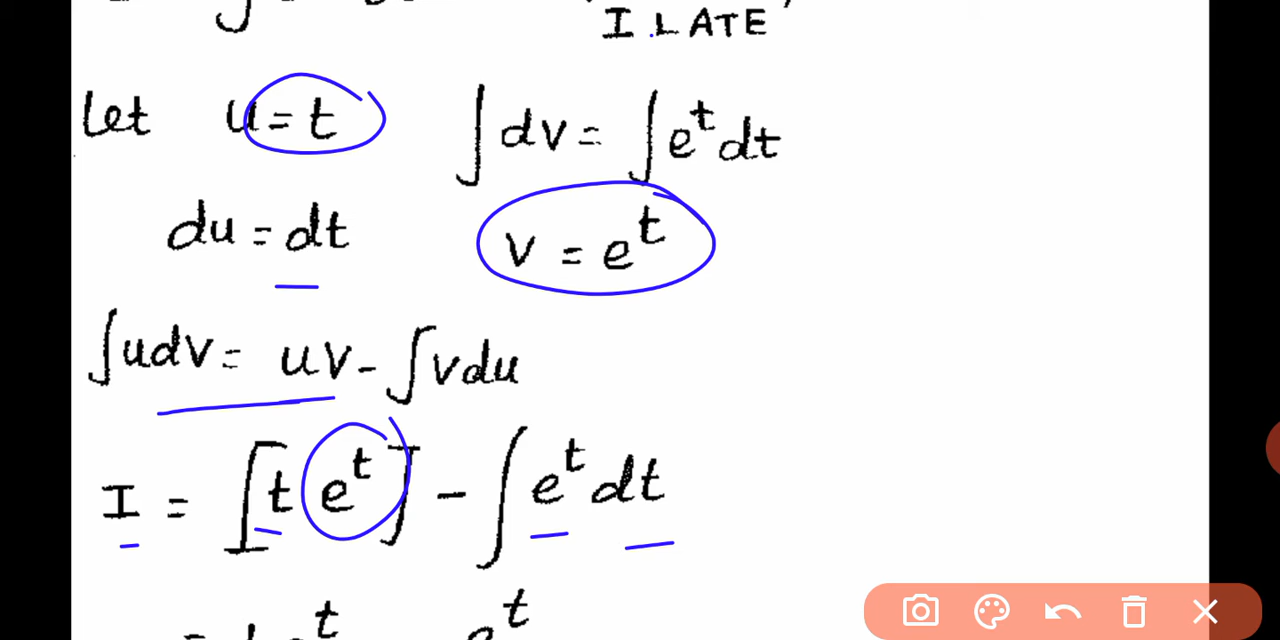 I LATE
Let u = t ∫dv = ∫e^t dt
du = dt v = e^t
∫udv = uv - ∫vdu
I = [t e^t] - ∫e^t dt